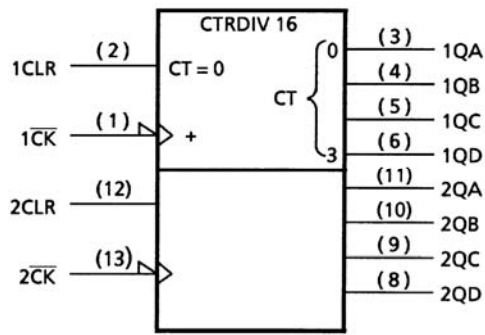 CTRDIV 16
1CLR (2) CT = 0 0 (3) 1QA
(4) 1QB
CT
1C̅K̅ (1) + (5) 1QC
3 (6) 1QD
2CLR (12) (11) 2QA
(10) 2QB
2C̅K̅ (13) (9) 2QC
(8) 2QD